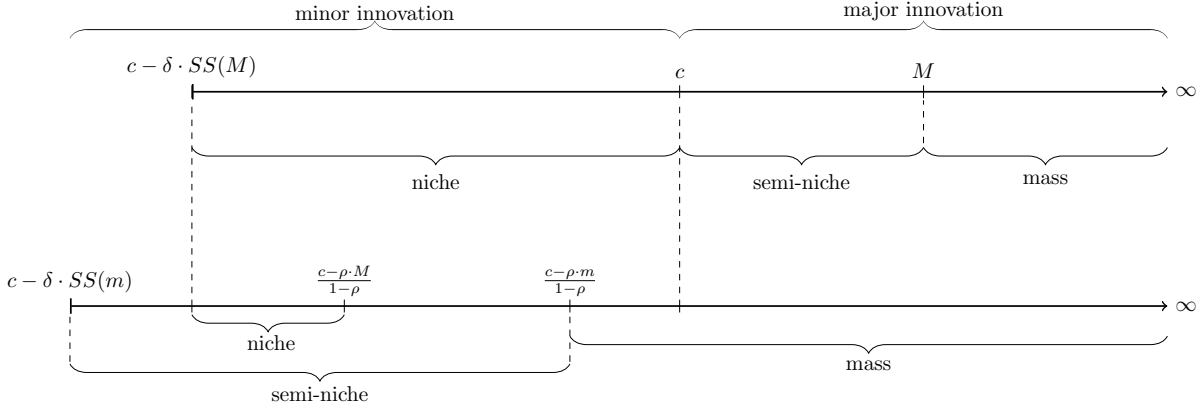 minor innovation
major innovation
c − δ · SS(M)
c
M
∞
niche
semi-niche
mass
c − δ · SS(m)
c−ρ·M
1−ρ
c−ρ·m
1−ρ
∞
niche
mass
semi-niche